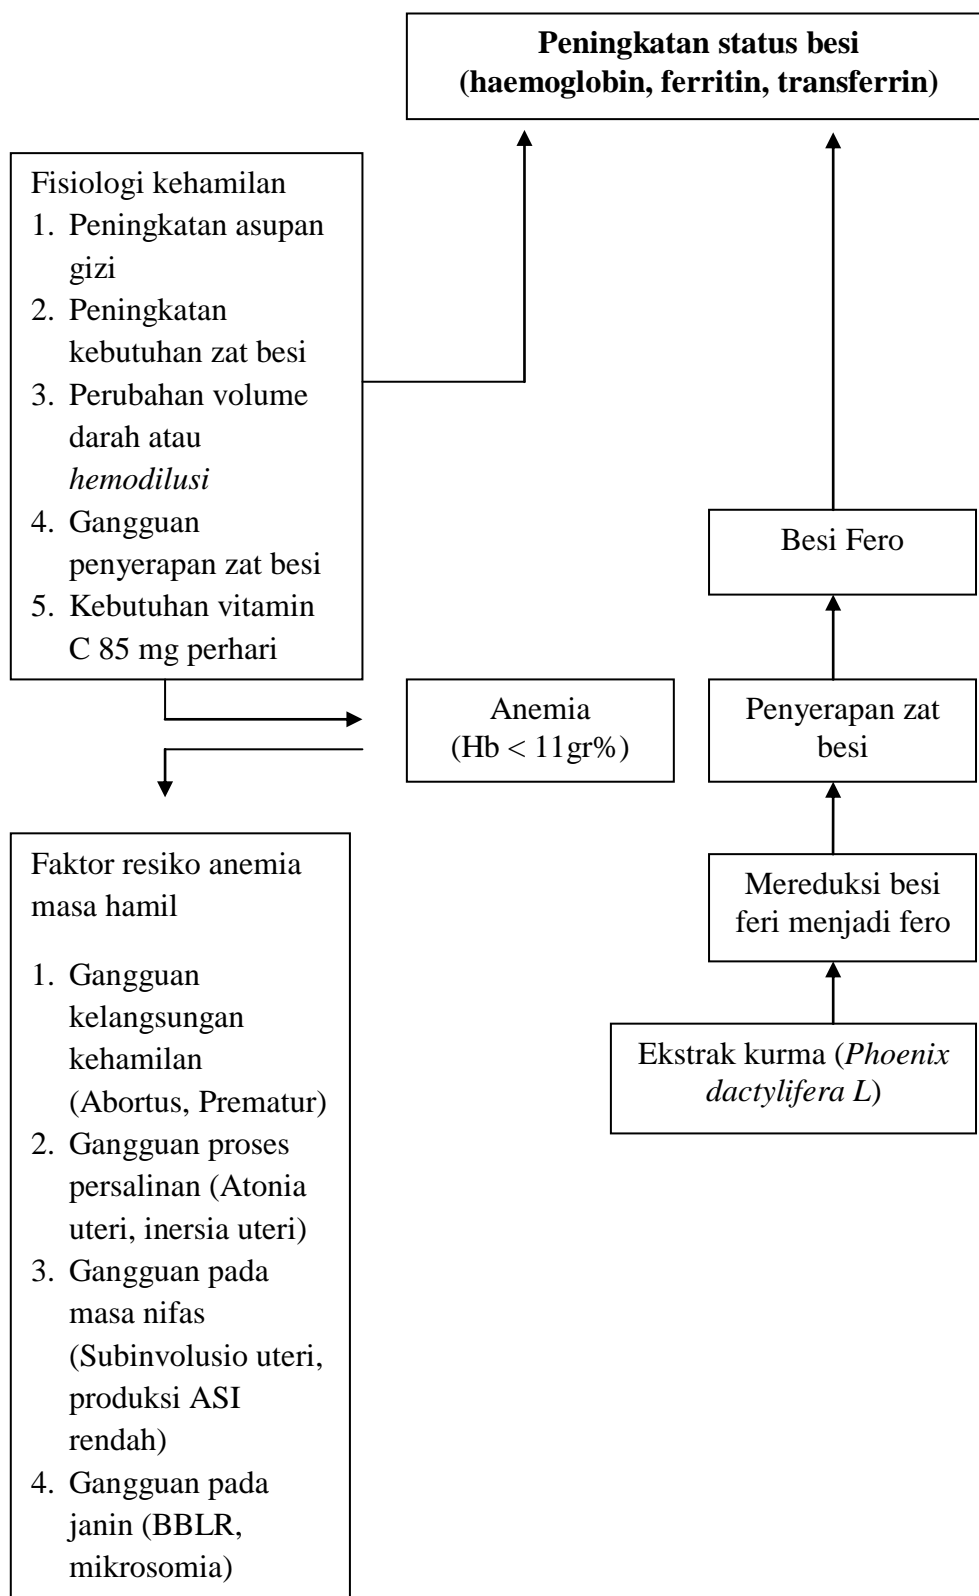 Peningkatan status besi
(haemoglobin, ferritin, transferrin)
Fisiologi kehamilan
1. Peningkatan asupan
gizi
2. Peningkatan
kebutuhan zat besi
3. Perubahan volume
darah atau
hemodilusi
4. Gangguan
penyerapan zat besi
5. Kebutuhan vitamin
C 85 mg perhari
Besi Fero
Anemia
(Hb < 11gr%)
Penyerapan zat
besi
Mereduksi besi
feri menjadi fero
Ekstrak kurma (Phoenix
dactylifera L)
Faktor resiko anemia
masa hamil
1. Gangguan
kelangsungan
kehamilan
(Abortus, Prematur)
2. Gangguan proses
persalinan (Atonia
uteri, inersia uteri)
3. Gangguan pada
masa nifas
(Subinvolusio uteri,
produksi ASI
rendah)
4. Gangguan pada
janin (BBLR,
mikrosomia)